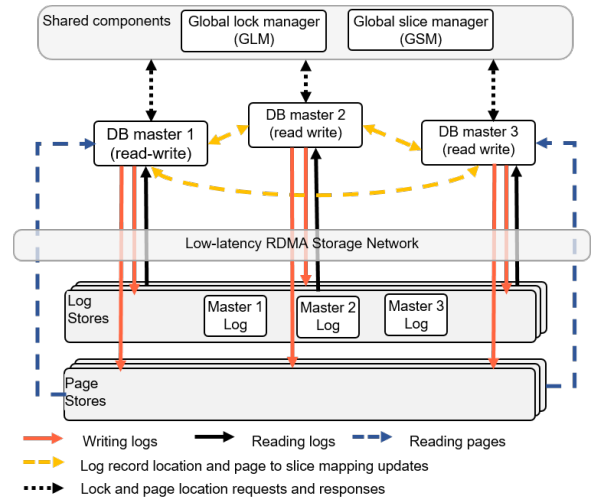 Shared components
Global lock manager
(GLM)
Global slice manager
(GSM)
DB master 1
(read-write)
DB master 2
(read write)
DB master 3
(read write)
Low-latency RDMA Storage Network
Log
Stores
Master 1
Log
Master 2
Log
Master 3
Log
Page
Stores
Writing logs
Reading logs
Reading pages
Log record location and page to slice mapping updates
Lock and page location requests and responses